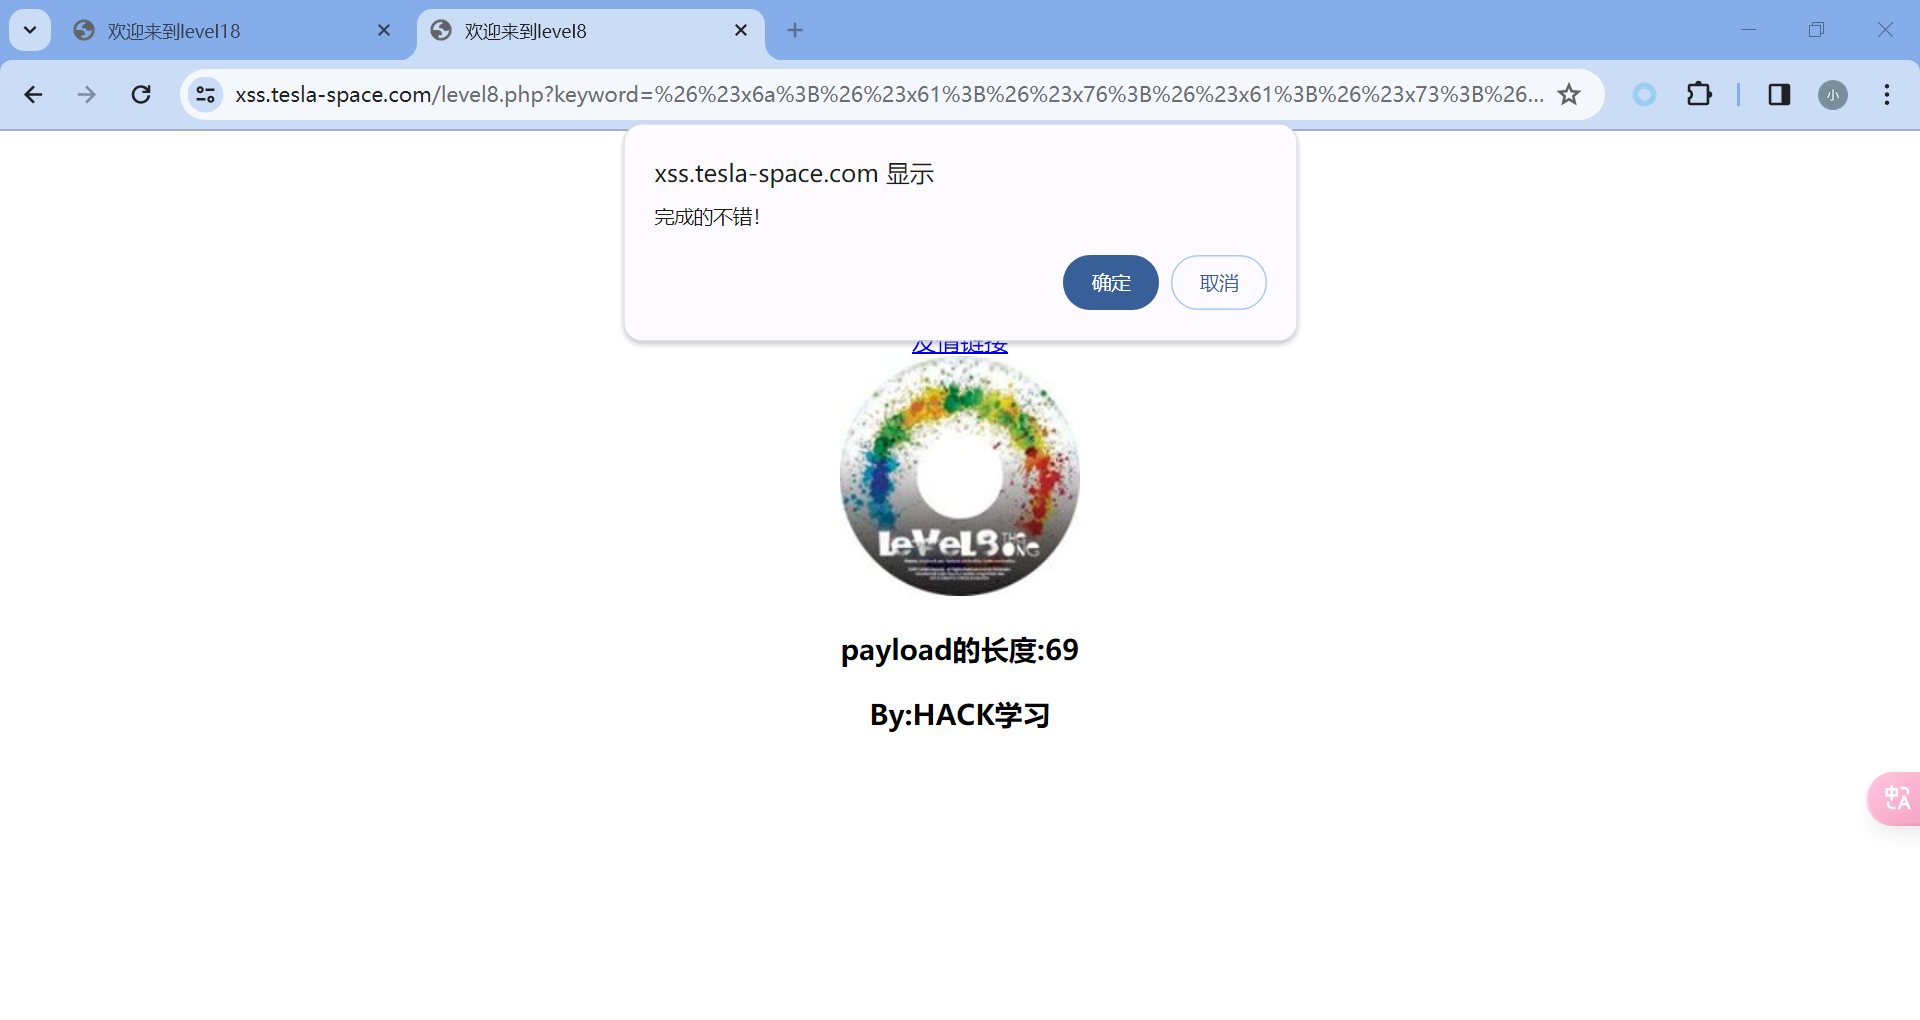 欢迎来到level18
欢迎来到level8
xss.tesla-space.com/level8.php?keyword=%26%23x6a%3B%26%23x61%3B%26%23x76%3B%26%23x61%3B%26%23x73%3B%26...
小
xss.tesla-space.com 显示
完成的不错！
确定
取消
友情链接
LeVeL8 THE ONE
payload的长度:69
By:HACK学习
中A